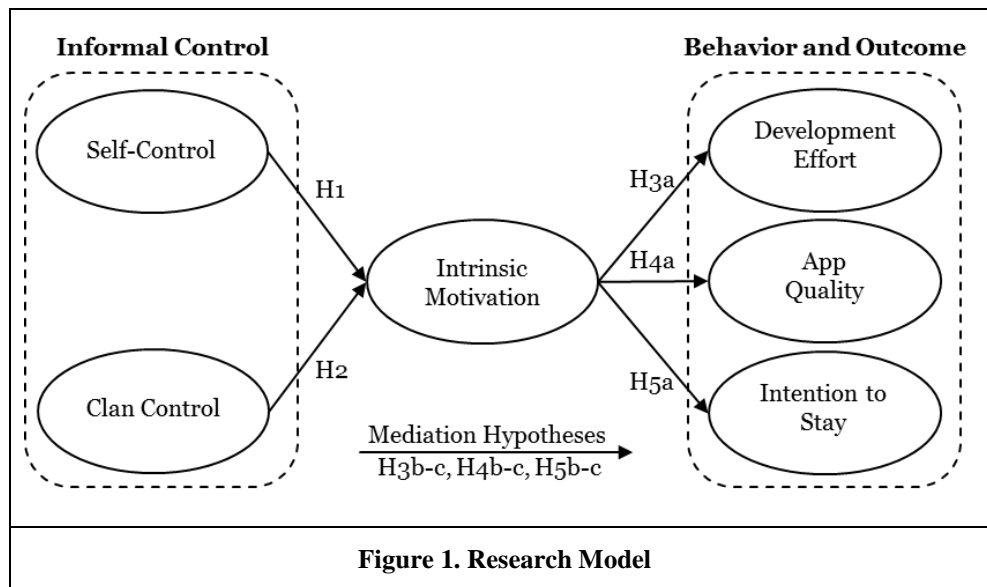 Informal Control
Behavior and Outcome
Self-Control
Development
Effort
H1
H3a
Intrinsic
Motivation
H4a
App
Quality
H2
H5a
Clan Control
Intention to
Stay
Mediation Hypotheses
H3b-c, H4b-c, H5b-c
Figure 1. Research Model